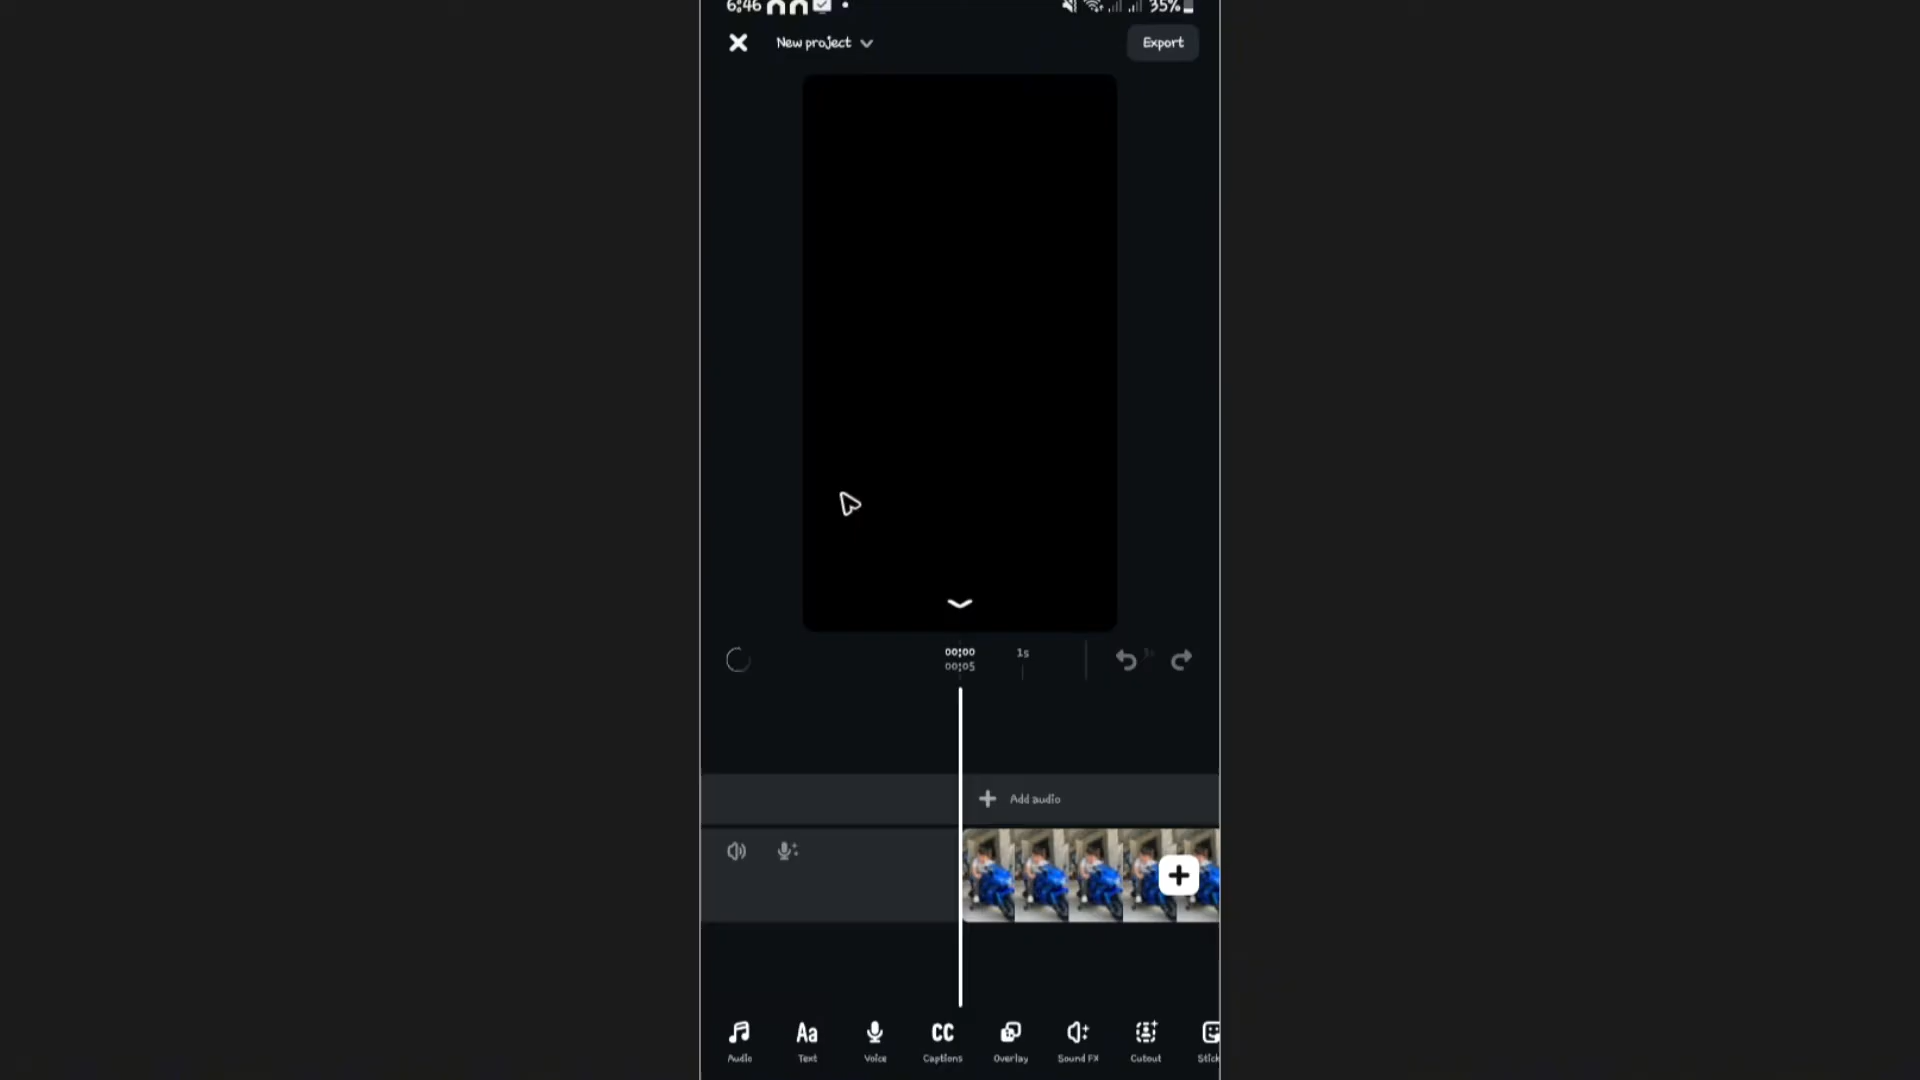 6:46
35%
New project
Export
00:00
00:05
1s
Add audio
Audio
Text
Voice
Captions
Overlay
Sound FX
Cutout
Stick